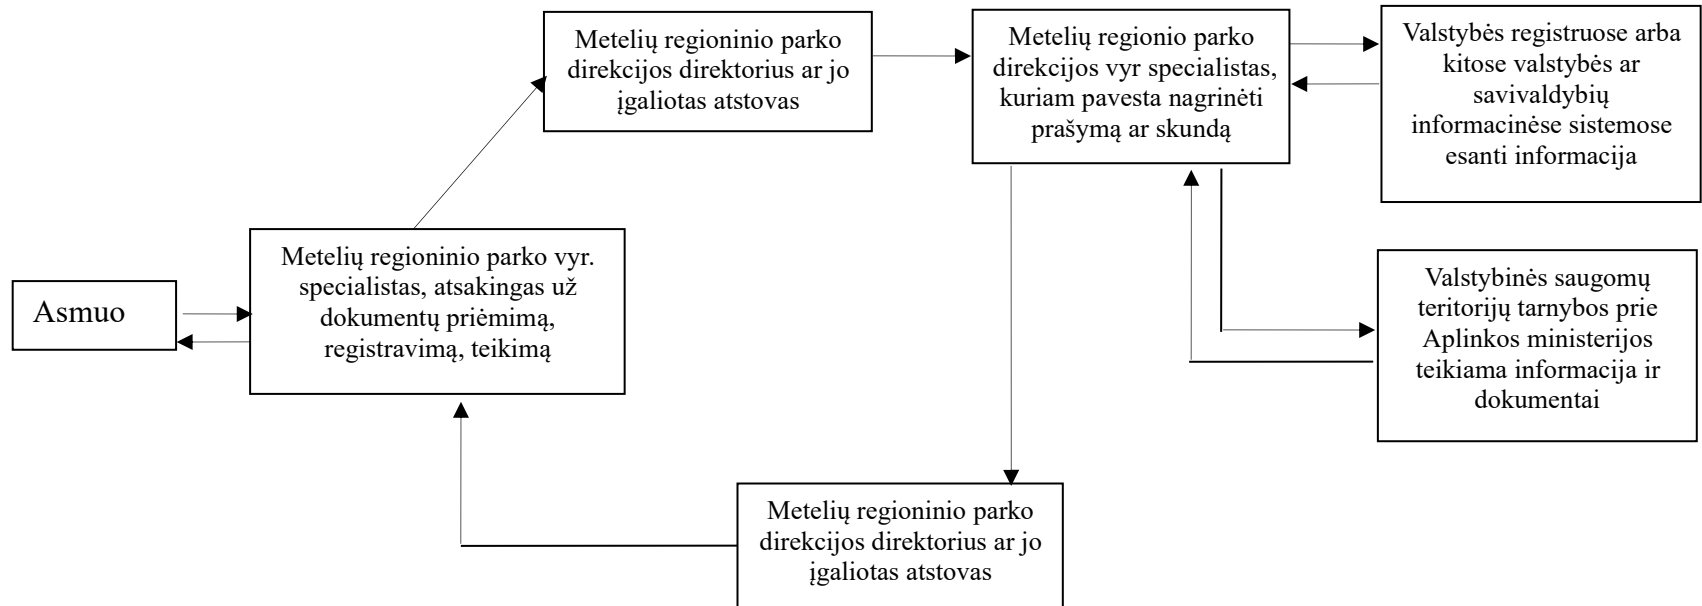 Metelių regioninio parko
direkcijos direktorius ar jo
įgaliotas atstovas
Metelių regionio parko
direkcijos vyr specialistas,
kuriam pavesta nagrinėti
prašymą ar skundą
Valstybės registruose arba
kitose valstybės ar
savivaldybių
informacinėse sistemose
esanti informacija
Asmuo
Metelių regioninio parko vyr.
specialistas, atsakingas už
dokumentų priėmimą,
registravimą, teikimą
Valstybinės saugomų
teritorijų tarnybos prie
Aplinkos ministerijos
teikiama informacija ir
dokumentai
Metelių regioninio parko
direkcijos direktorius ar jo
įgaliotas atstovas